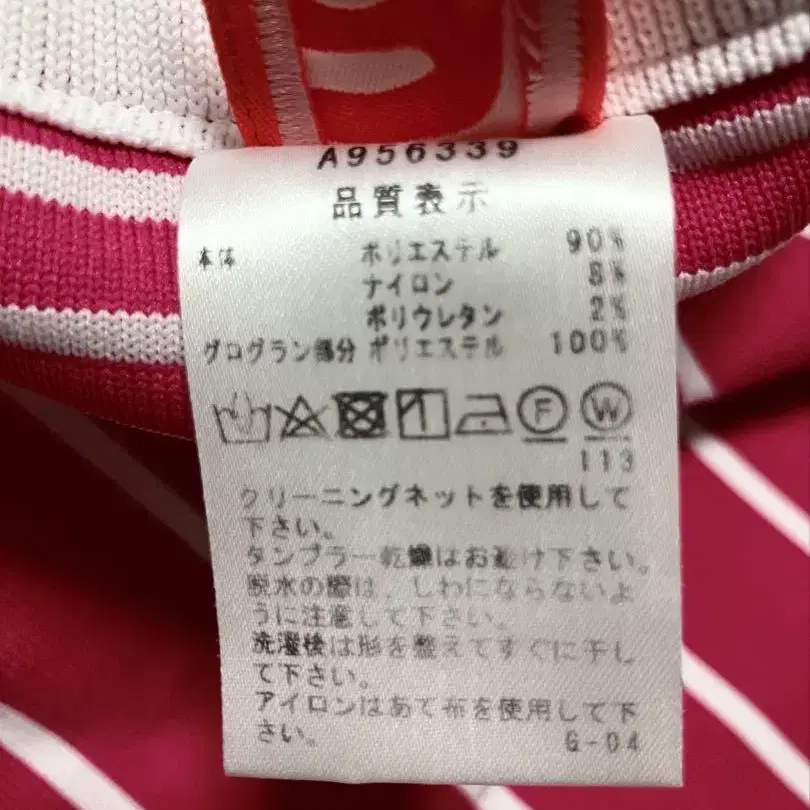 A956339
品質表示
本体 ポリエステル 90%
ナイロン 8%
ポリウレタン 2%
グログラン部分 ポリエステル 100%
F W
113
クリーニングネットを使用して
下さい。
タンブラー乾燥はお避け下さい。
脱水の際は、しわにならないよ
うに注意して下さい。
洗濯後は形を整えてすぐに干し
て下さい。
アイロンはあて布を使用して下
さい。 G-04